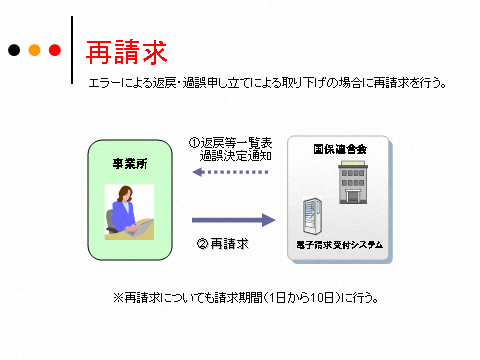 再請求
エラーによる返戻・過誤申し立てによる取り下げの場合に再請求を行う。
①返戻等一覧表
過誤決定通知
事業所
国保連合会
②再請求
電子請求受付システム
※再請求についても請求期間(1日から10日)に行う。